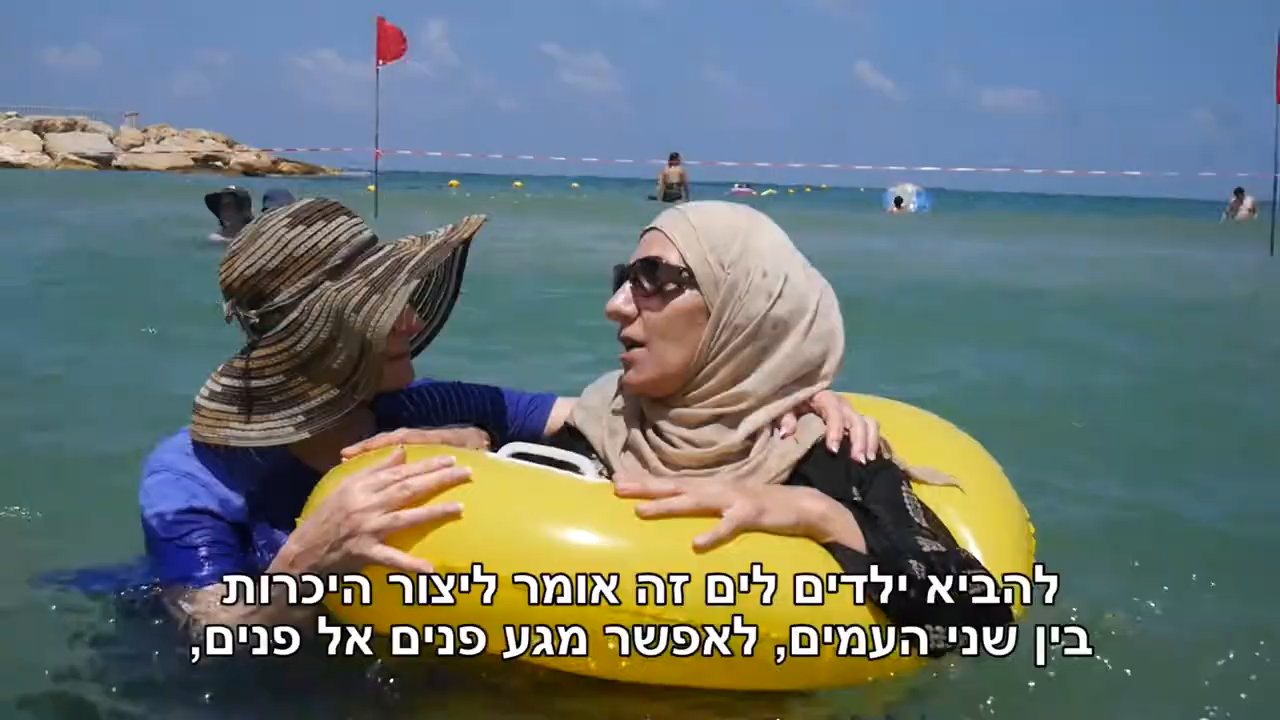 להביא ילדים לים זה אומר ליצור היכרות
בין שני העמים, לאפשר מגע פנים אל פנים,